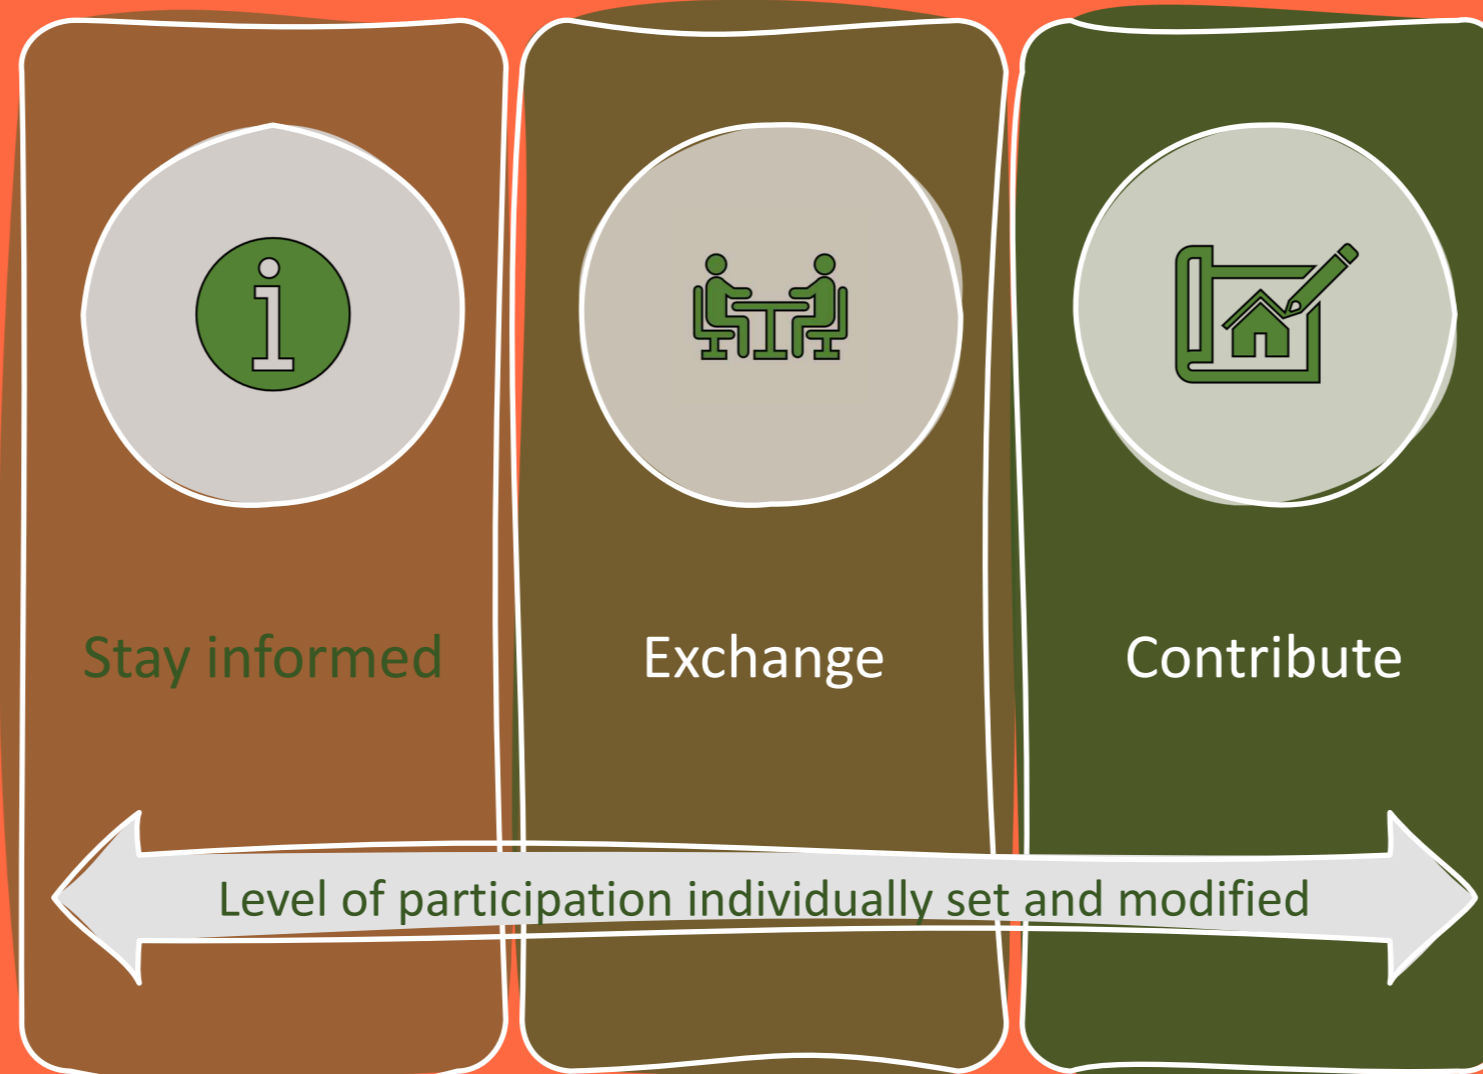 Stay informed
Exchange
Contribute
Level of participation individually set and modified